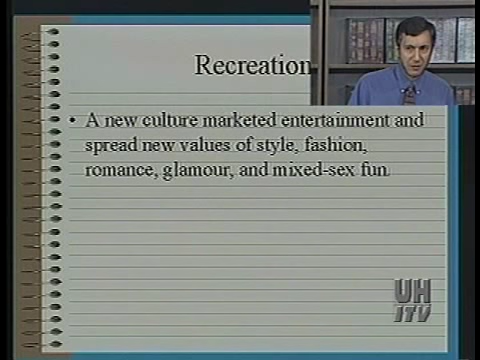 Recreation
• A new culture marketed entertainment and
spread new values of style, fashion,
romance, glamour, and mixed-sex fun.
UH
ITV